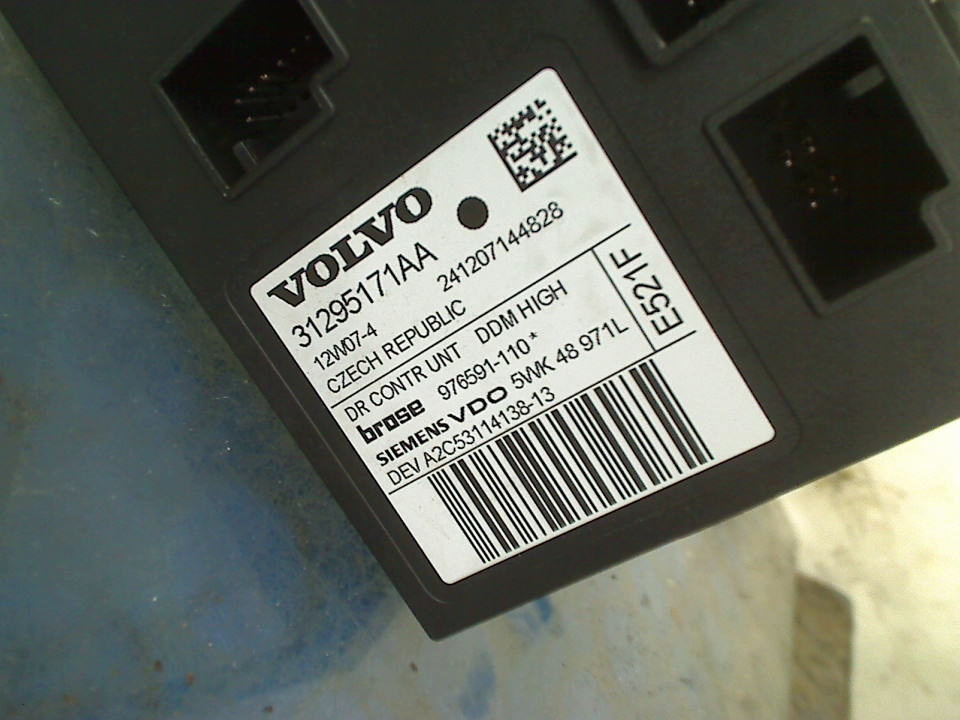 VOLVO
31295171AA
12W07-4 241207144828
CZECH REPUBLIC
DR CONTR UNT DDM HIGH
brose 976591-110*
SIEMENS VDO 5WK 48 971L
DEV A2C53114138-13
E521F